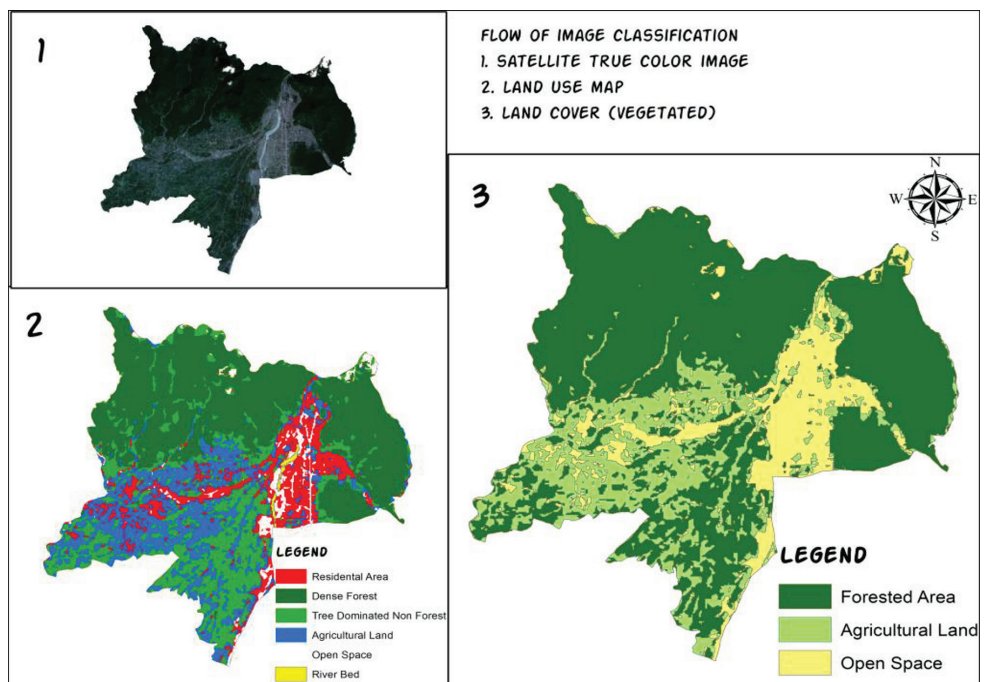 1
FLOW OF IMAGE CLASSIFICATION
1. SATELLITE TRUE COLOR IMAGE
2. LAND USE MAP
3. LAND COVER (VEGETATED)
2
LEGEND
Residental Area
Dense Forest
Tree Dominated Non Forest
Agricultural Land
Open Space
River Bed
3
N
W E
S
LEGEND
Forested Area
Agricultural Land
Open Space